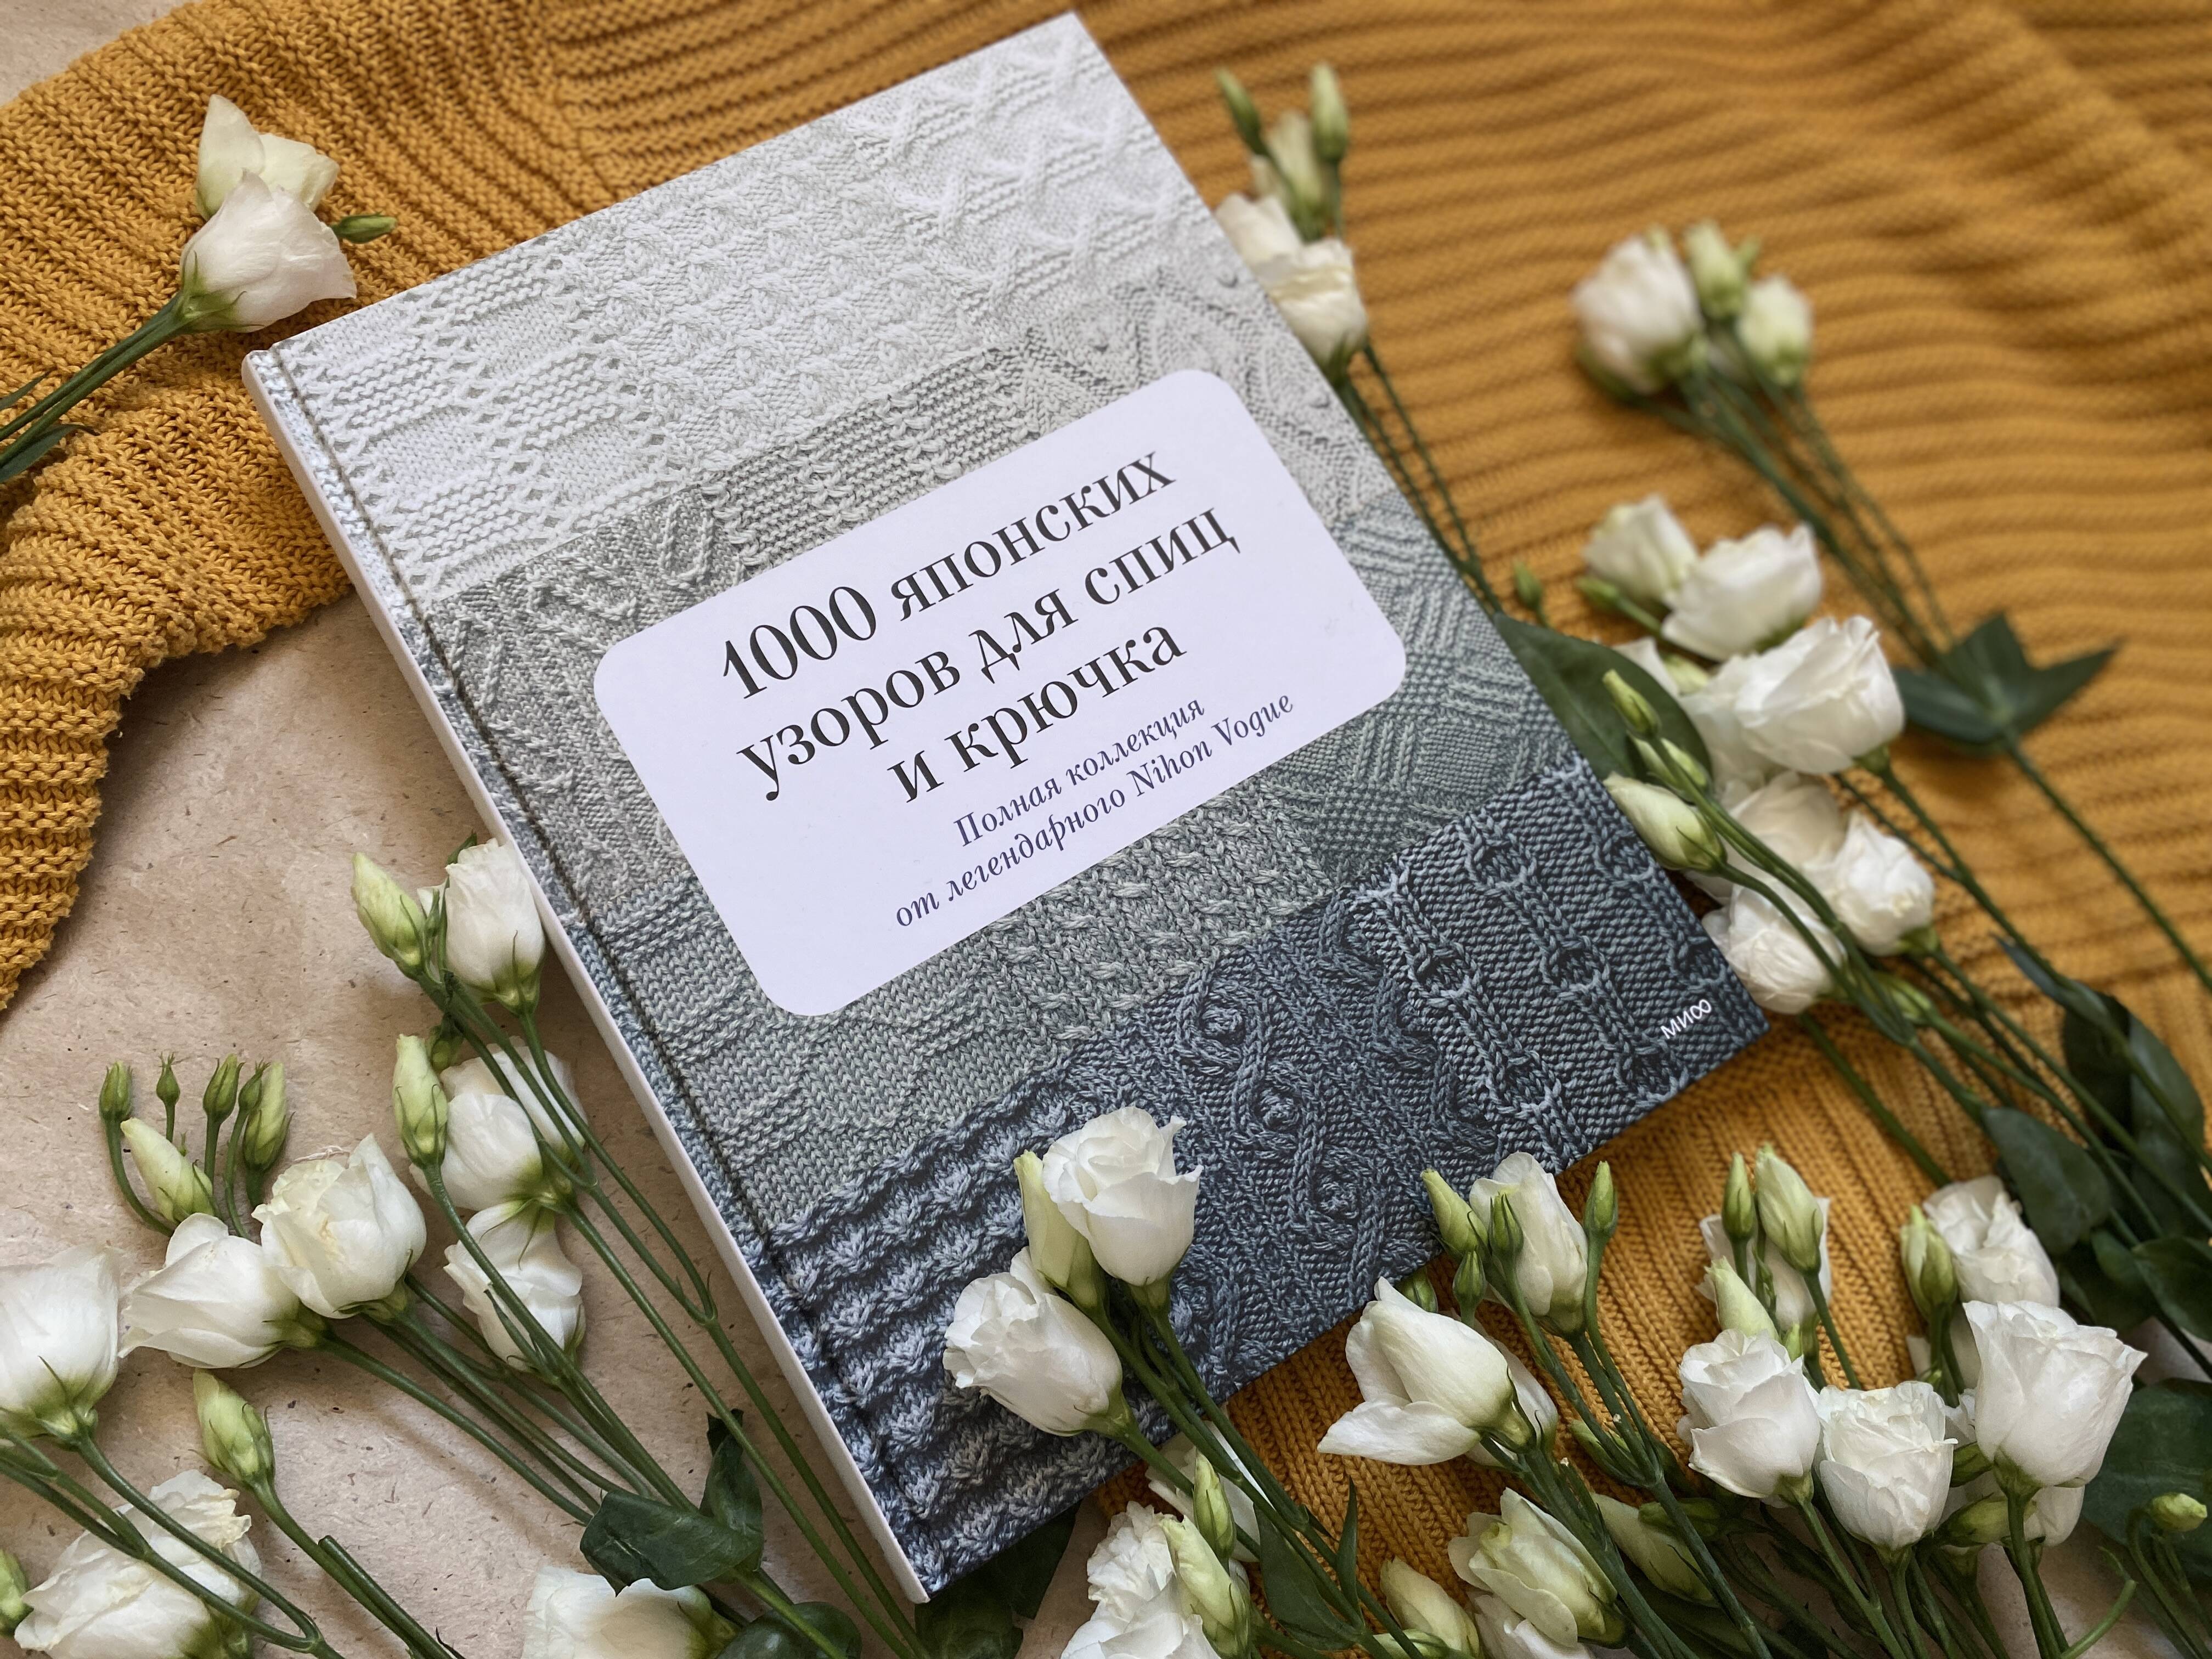 1000 японских
узоров для спиц
и крючка
Полная коллекция
от легендарного Nihon Vogue
миф